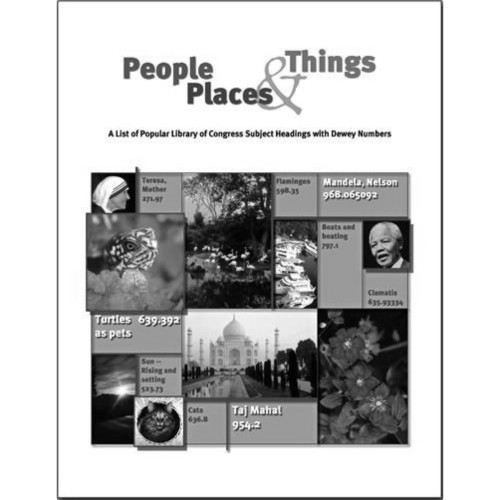 People
Places & Things
A List of Popular Library of Congress Subject Headings with Dewey Numbers
Teresa,
Mother
271.97
Flamingos
598.35
Mandela, Nelson
968.065092
Boats and
boating
797.1
Clematis
635.93334
Turtles 639.392
as pets
Sun --
Rising and
setting
523.73
Cats
636.8
Taj Mahal
954.2